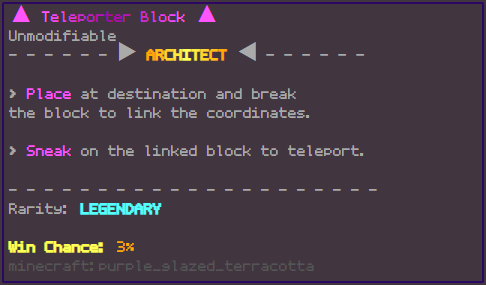 ▲ Teleporter Block ▲
Unmodifiable
- - - - - - ▶ ARCHITECT ◀ - - - - - -
> Place at destination and break
the block to link the coordinates.
> Sneak on the linked block to teleport.
- - - - - - - - - - - - - - - - - - - - - -
Rarity: LEGENDARY
Win Chance: 3%
minecraft:purple_glazed_terracotta